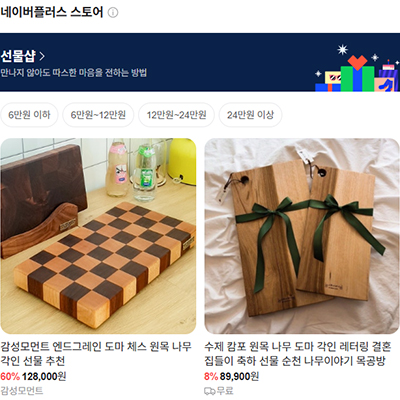 네이버플러스 스토어
선물샵
만나지 않아도 따스한 마음을 전하는 방법
6만원 이하
6만원~12만원
12만원~24만원
24만원 이상
감성모먼트 엔드그레인 도마 체스 원목 나무
각인 선물 추천
60% 128,000원
감성모먼트
수제 캄포 원목 나무 도마 각인 레터링 결혼
집들이 축하 선물 순천 나무이야기 목공방
8% 89,900원
무료